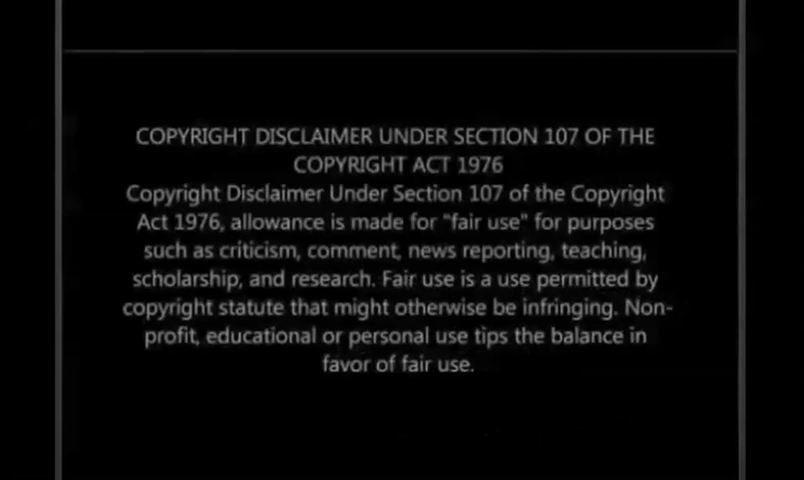 COPYRIGHT DISCLAIMER UNDER SECTION 107 OF THE
COPYRIGHT ACT 1976
Copyright Disclaimer Under Section 107 of the Copyright
Act 1976, allowance is made for "fair use" for purposes
such as criticism, comment, news reporting, teaching,
scholarship, and research. Fair use is a use permitted by
copyright statute that might otherwise be infringing. Non-
profit, educational or personal use tips the balance in
favor of fair use.